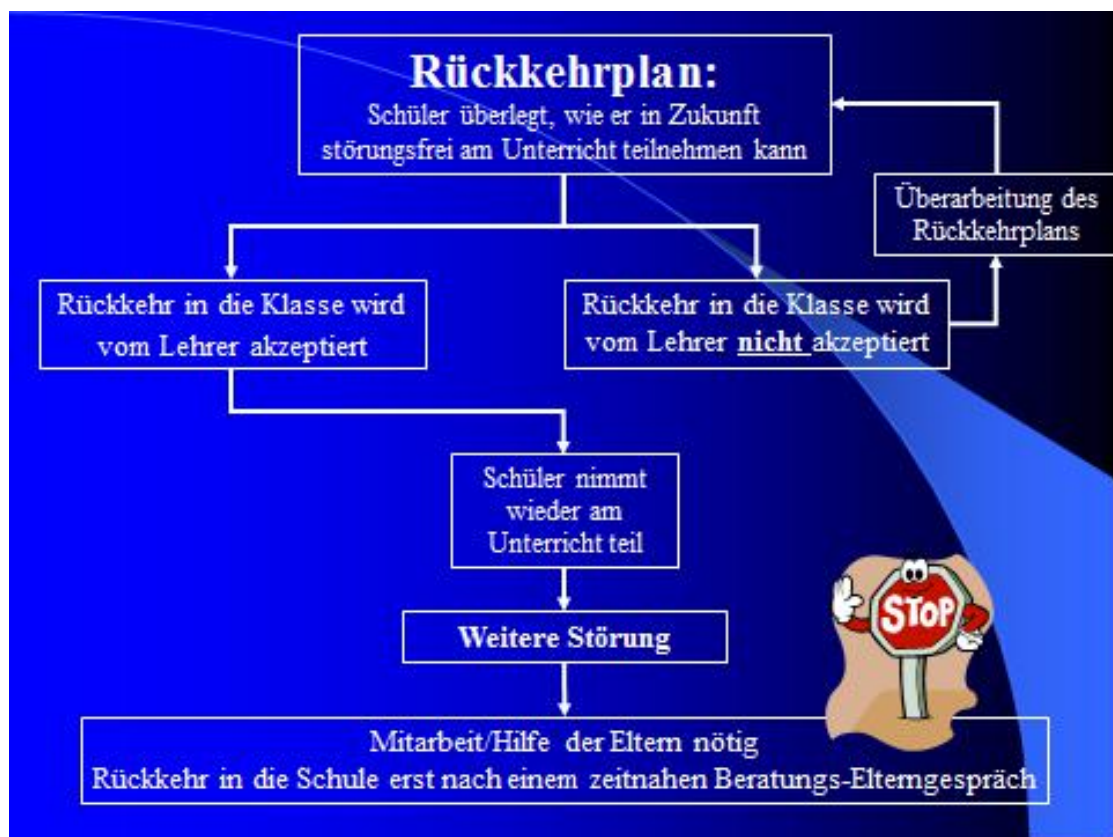 Rückkehrplan:
Schüler überlegt, wie er in Zukunft
störungsfrei am Unterricht teilnehmen kann
Überarbeitung des
Rückkehrplans
Rückkehr in die Klasse wird
vom Lehrer akzeptiert
Rückkehr in die Klasse wird
vom Lehrer nicht akzeptiert
Schüler nimmt
wieder am
Unterricht teil
STOP
Weitere Störung
Mitarbeit/Hilfe der Eltern nötig
Rückkehr in die Schule erst nach einem zeitnahen Beratungs-Elterngespräch